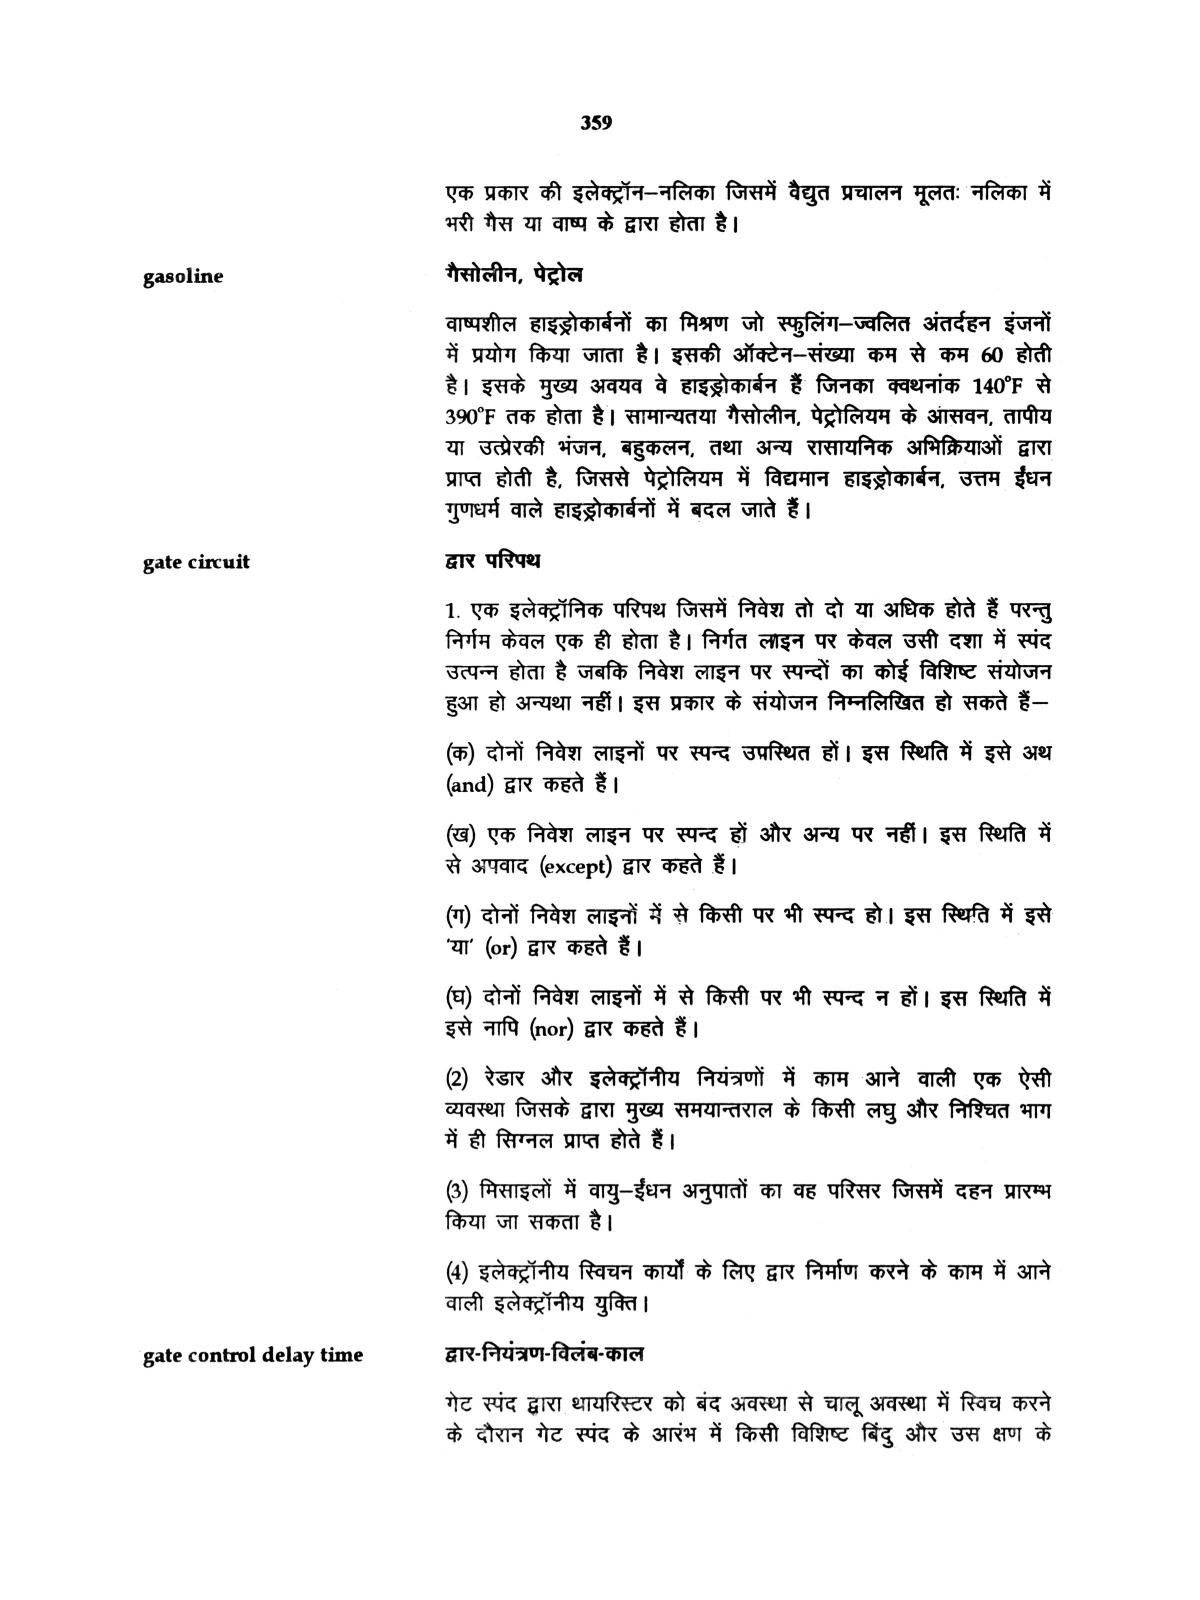 359
एक प्रकार की इलेक्ट्रॉन–नलिका जिसमें वैद्युत प्रचालन मूलतः नलिका में
भरी गैस या वाष्प के द्वारा होता है।
gasoline गैसोलीन, पेट्रोल
वाष्पशील हाइड्रोकार्बनों का मिश्रण जो स्फुलिंग–ज्वलित अंतर्दहन इंजनों
में प्रयोग किया जाता है। इसकी ऑक्टेन–संख्या कम से कम 60 होती
है। इसके मुख्य अवयव वे हाइड्रोकार्बन हैं जिनका क्वथनांक 140°F से
390°F तक होता है। सामान्यतया गैसोलीन, पेट्रोलियम के आसवन, तापीय
या उत्प्रेरकी भंजन, बहुकलन, तथा अन्य रासायनिक अभिक्रियाओं द्वारा
प्राप्त होती है, जिससे पेट्रोलियम में विद्यमान हाइड्रोकार्बन, उत्तम ईंधन
गुणधर्म वाले हाइड्रोकार्बनों में बदल जाते हैं।
gate circuit द्वार परिपथ
1. एक इलेक्ट्रॉनिक परिपथ जिसमें निवेश तो दो या अधिक होते हैं परन्तु
निर्गम केवल एक ही होता है। निर्गत लाइन पर केवल उसी दशा में स्पंद
उत्पन्न होता है जबकि निवेश लाइन पर स्पन्दों का कोई विशिष्ट संयोजन
हुआ हो अन्यथा नहीं। इस प्रकार के संयोजन निम्नलिखित हो सकते हैं–
(क) दोनों निवेश लाइनों पर स्पन्द उपस्थित हों। इस स्थिति में इसे अथ
(and) द्वार कहते हैं।
(ख) एक निवेश लाइन पर स्पन्द हों और अन्य पर नहीं। इस स्थिति में
से अपवाद (except) द्वार कहते हैं।
(ग) दोनों निवेश लाइनों में से किसी पर भी स्पन्द हो। इस स्थिति में इसे
'या' (or) द्वार कहते हैं।
(घ) दोनों निवेश लाइनों में से किसी पर भी स्पन्द न हों। इस स्थिति में
इसे नापि (nor) द्वार कहते हैं।
(2) रेडार और इलेक्ट्रॉनीय नियंत्रणों में काम आने वाली एक ऐसी
व्यवस्था जिसके द्वारा मुख्य समयान्तराल के किसी लघु और निश्चित भाग
में ही सिग्नल प्राप्त होते हैं।
(3) मिसाइलों में वायु–ईंधन अनुपातों का वह परिसर जिसमें दहन प्रारम्भ
किया जा सकता है।
(4) इलेक्ट्रॉनीय स्विचन कार्यों के लिए द्वार निर्माण करने के काम में आने
वाली इलेक्ट्रॉनीय युक्ति।
gate control delay time द्वार-नियंत्रण-विलंब-काल
गेट स्पंद द्वारा थायरिस्टर को बंद अवस्था से चालू अवस्था में स्विच करने
के दौरान गेट स्पंद के आरंभ में किसी विशिष्ट बिंदु और उस क्षण के